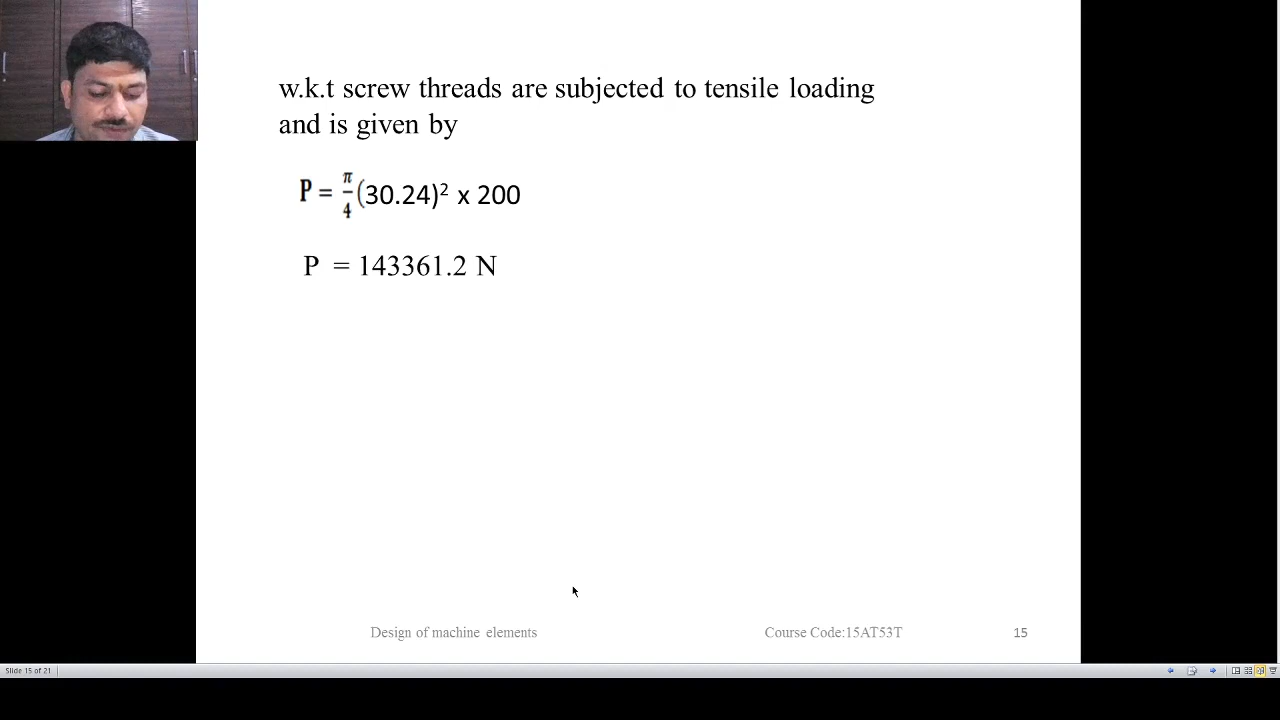 w.k.t screw threads are subjected to tensile loading
and is given by
P = π/4 (30.24)² x 200
P = 143361.2 N
Design of machine elements Course Code:15AT53T 15
Slide 15 of 21